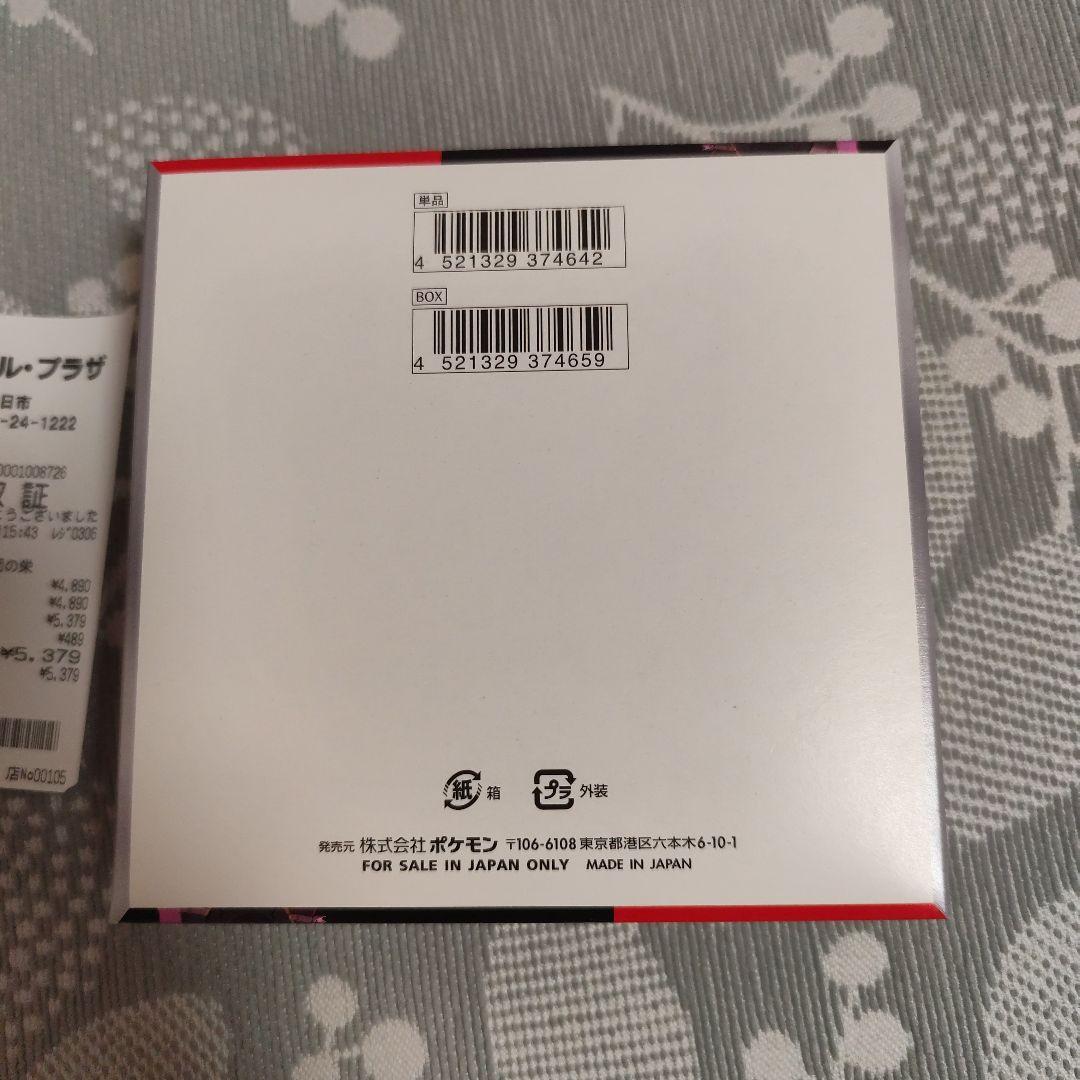 単品
4 521329 374642
BOX
4 521329 374659
ル・プラザ
日市
-24-1222
0001008726
証
うございました
15:43 レジ0306
の栄
¥4,890
¥4,890
¥5,379
¥489
¥5,379
¥5,379
店No00105
紙 箱 プラ 外装
発売元 株式会社 ポケモン 〒106-6108 東京都港区六本木6-10-1
FOR SALE IN JAPAN ONLY MADE IN JAPAN